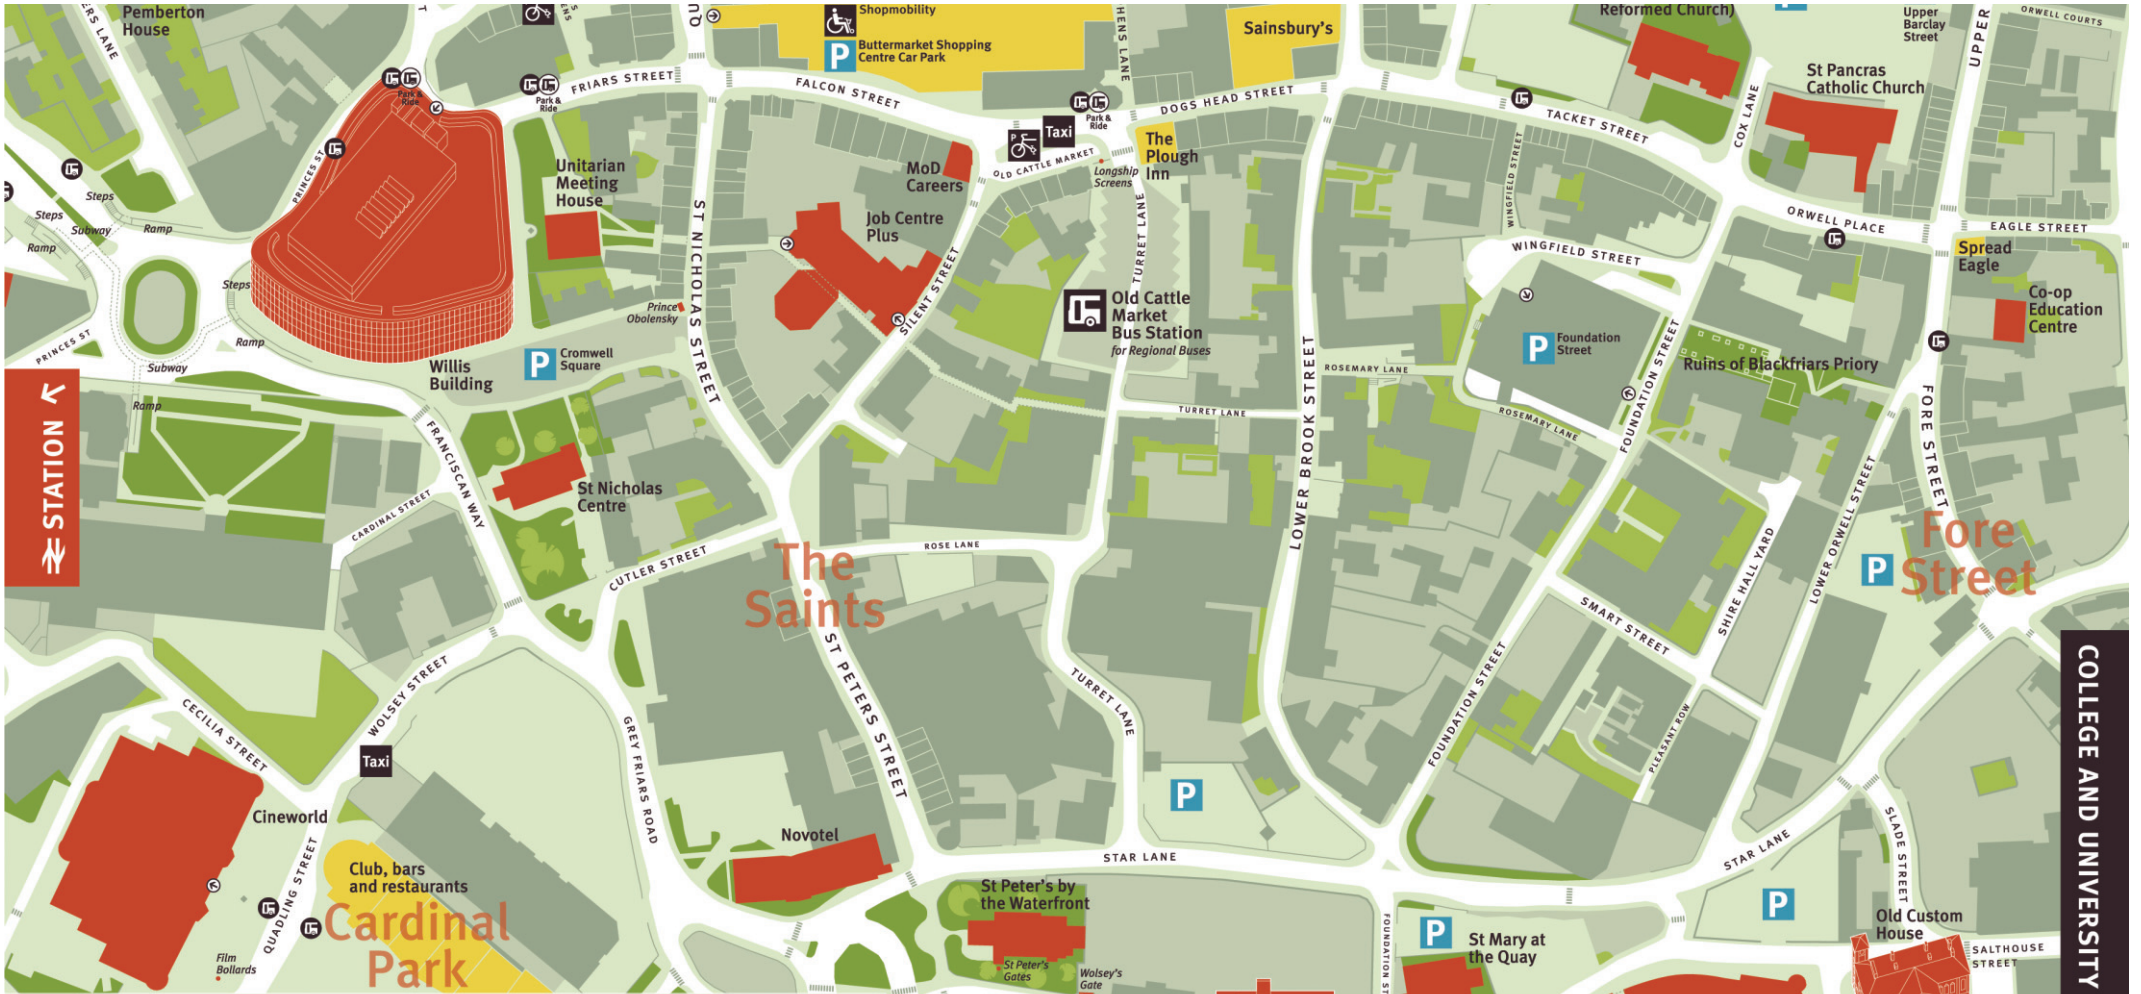 Pemberton
House
Shopmobility
P
Buttermarket Shopping
Centre Car Park
HENS LANE
Sainsbury's
Reformed Church)
Upper
Barclay
Street
UPPER
ORWELL COURTS
FRIARS STREET
FALCON STREET
DOGS HEAD STREET
TACKET STREET
COX LANE
St Pancras
Catholic Church
Park &
Ride
Park &
Ride
Park &
Ride
Taxi
P
OLD CATTLE MARKET
Longship
Screens
The
Plough
Inn
MoD
Careers
Unitarian
Meeting
House
PRINCES ST
Steps
Steps
Subway
Ramp
Ramp
Steps
Ramp
Subway
Ramp
PRINCES ST
Job Centre
Plus
ST NICHOLAS STREET
SILENT STREET
TURRET LANE
WINGFIELD STREET
WINGFIELD STREET
ORWELL PLACE
EAGLE STREET
Spread
Eagle
Co-op
Education
Centre
Prince
Obolensky
Old Cattle
Market
Bus Station
for Regional Buses
P
Foundation
Street
FOUNDATION STREET
Ruins of Blackfriars Priory
Willis
Building
P
Cromwell
Square
LOWER BROOK STREET
ROSEMARY LANE
ROSEMARY LANE
TURRET LANE
FORE STREET
STATION
FRANCISCAN WAY
CARDINAL STREET
St Nicholas
Centre
CUTLER STREET
The
Saints
ROSE LANE
LOWER ORWELL STREET
SHIRE HALL YARD
SMART STREET
P
Fore
Street
COLLEGE AND UNIVERSITY
WOLSEY STREET
CECILIA STREET
GREY FRIARS ROAD
ST PETERS STREET
TURRET LANE
FOUNDATION STREET
PLEASANT ROW
Taxi
P
Cineworld
QUADLING STREET
Club, bars
and restaurants
Cardinal
Park
Film
Bollards
Novotel
STAR LANE
STAR LANE
SLADE STREET
St Peter's by
the Waterfront
St Peter's
Gates
Wolsey's
Gate
FOUNDATION ST
P
St Mary at
the Quay
P
Old Custom
House
SALTHOUSE
STREET